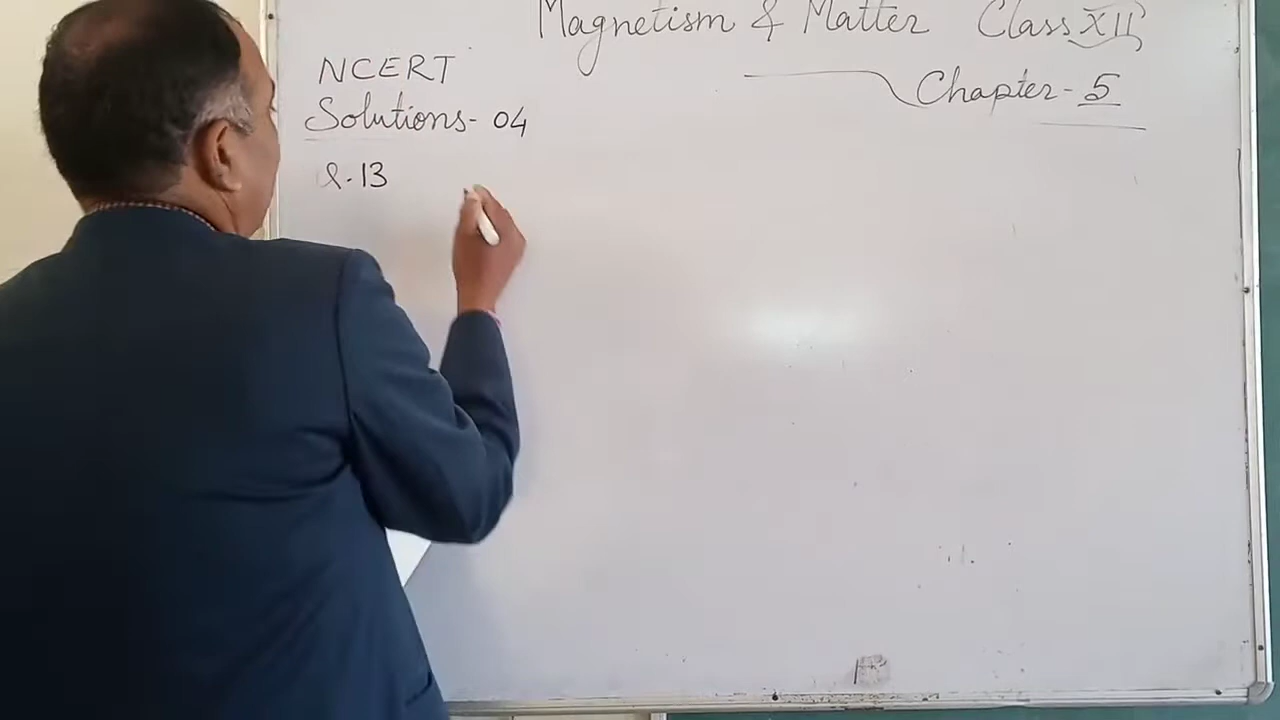 Magnetism & Matter Class XII
Chapter-5
NCERT
Solutions-04
Q.13